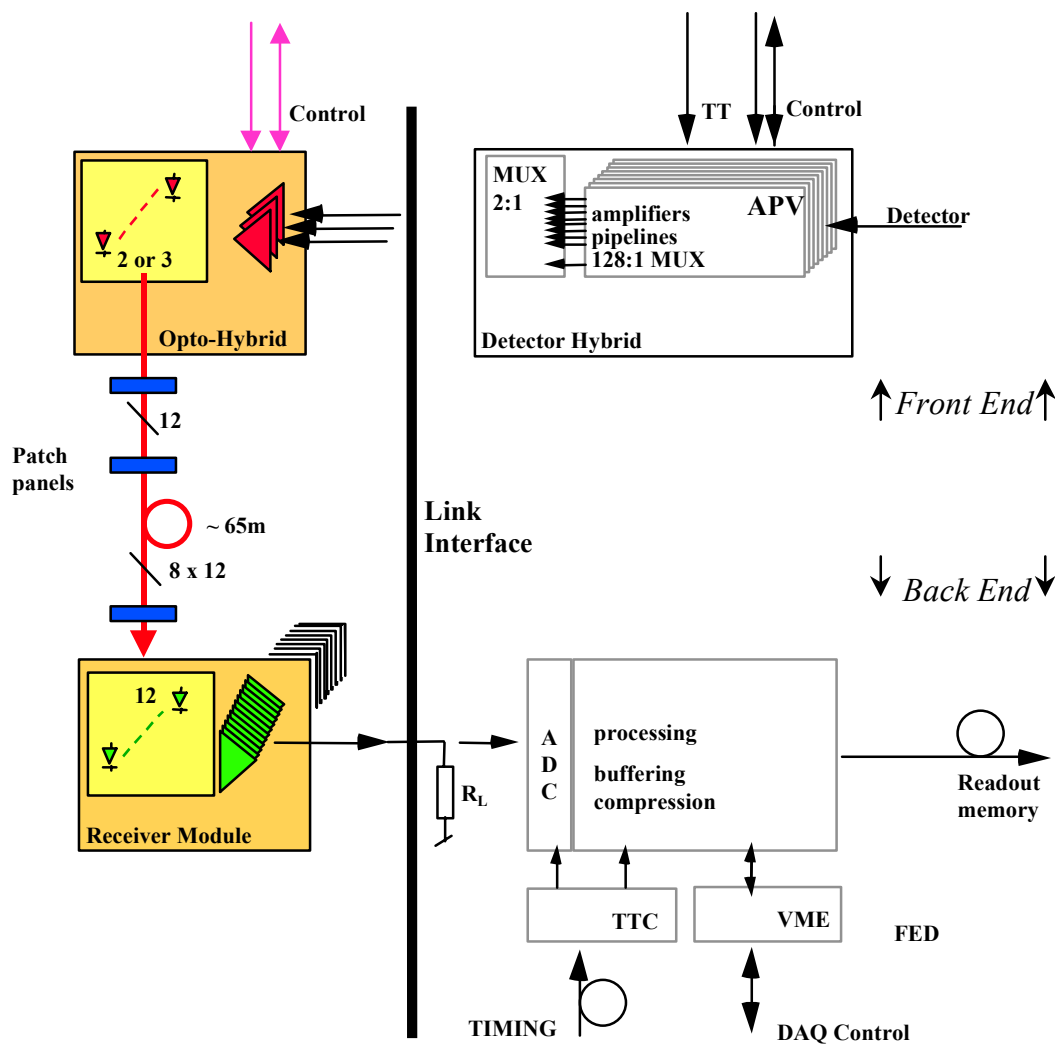 Control
TT
Control
MUX
2:1
APV
amplifiers
pipelines
128:1 MUX
Detector
2 or 3
Opto-Hybrid
Detector Hybrid
Front End
12
Patch
panels
~ 65m
Link
Interface
8 x 12
Back End
12
A
D
C
processing
buffering
compression
RL
Readout
memory
Receiver Module
TTC
VME
FED
TIMING
DAQ Control